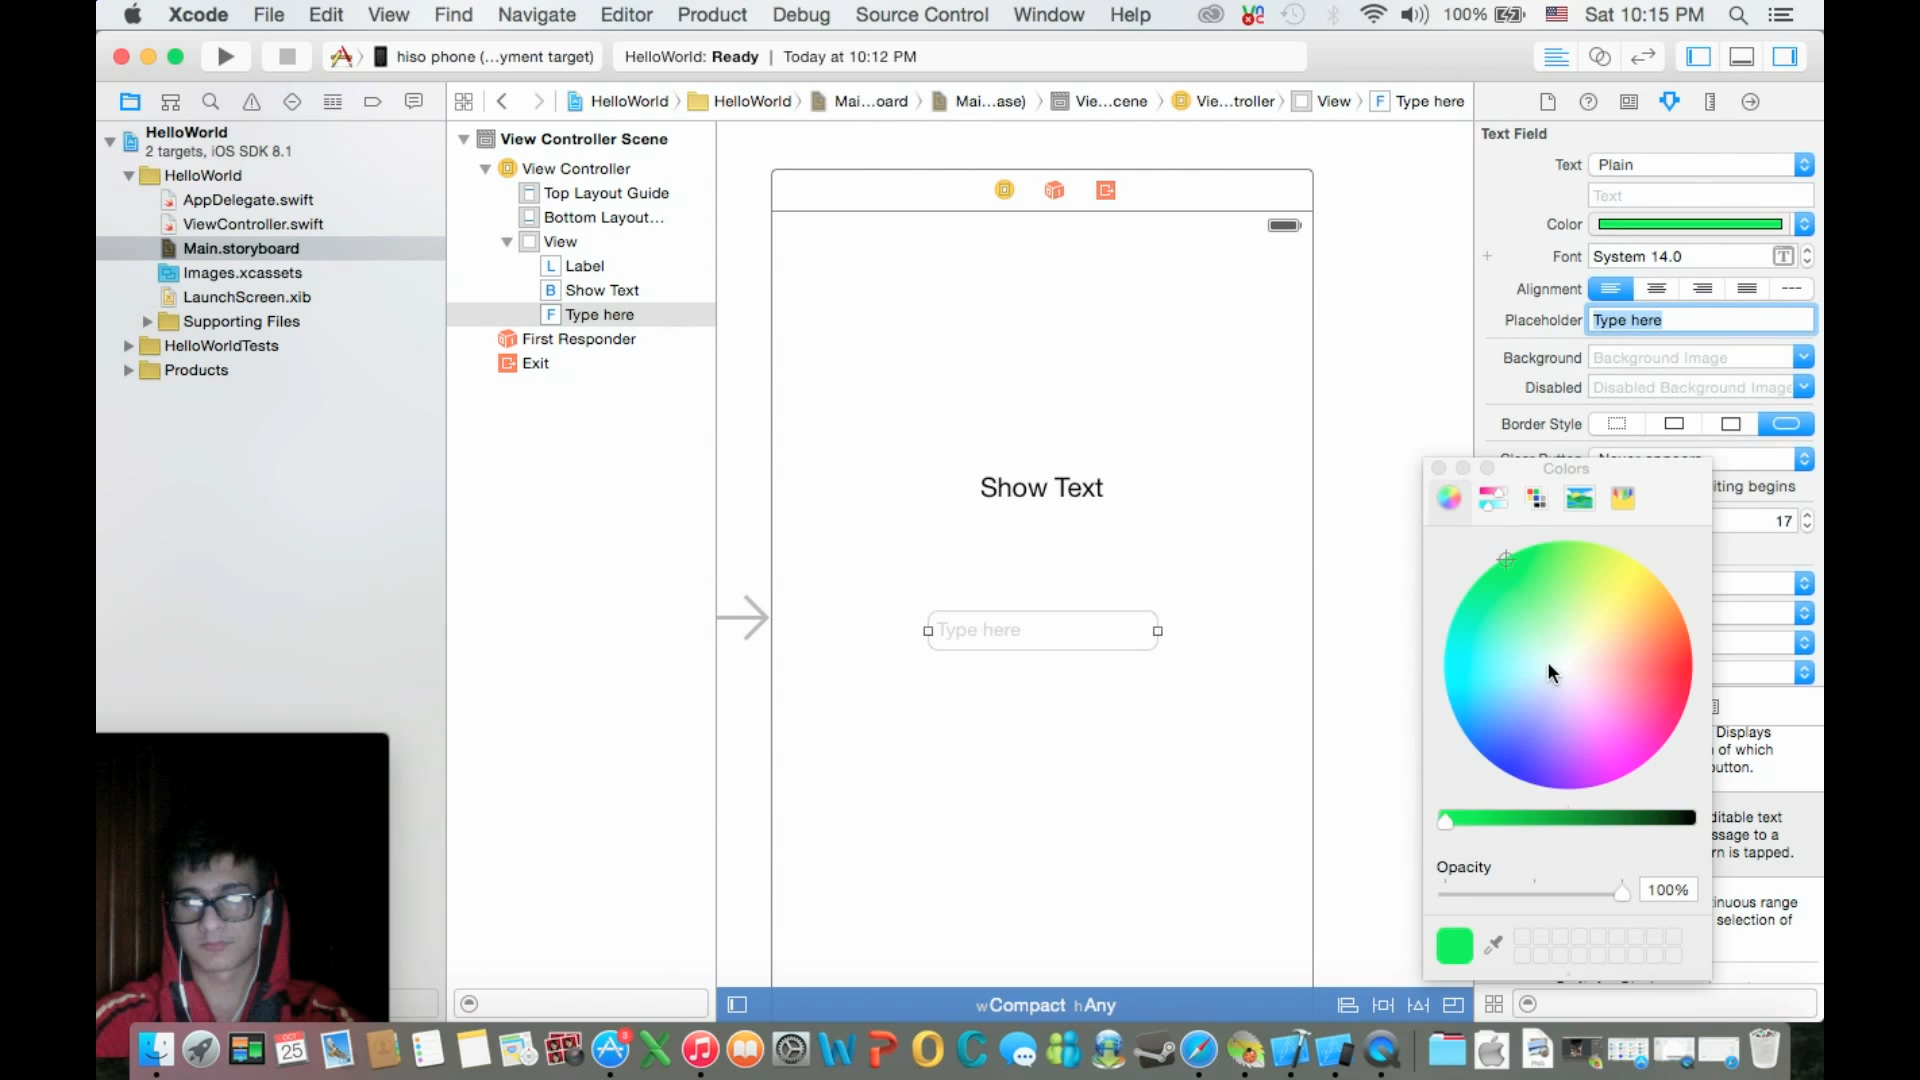 Xcode File Edit View Find Navigate Editor Product Debug Source Control Window Help 100% Sat 10:15 PM
hiso phone (...yment target) HelloWorld: Ready | Today at 10:12 PM
HelloWorld HelloWorld Mai...oard Mai...ase) Vie...cene Vie...troller View F Type here
HelloWorld
2 targets, iOS SDK 8.1
HelloWorld
AppDelegate.swift
ViewController.swift
Main.storyboard
Images.xcassets
LaunchScreen.xib
Supporting Files
HelloWorldTests
Products
View Controller Scene
View Controller
Top Layout Guide
Bottom Layout...
View
L Label
B Show Text
F Type here
First Responder
Exit
Show Text
Type here
wCompact hAny
Text Field
Text Plain
Text
Color
Font System 14.0 T
Alignment
Placeholder Type here
Background Background Image
Disabled Disabled Background Image
Border Style
Colors
iting begins
17
Opacity
100%
Displays
of which
button.
ditable text
ssage to a
rn is tapped.
inuous range
selection of
OCT
25
3